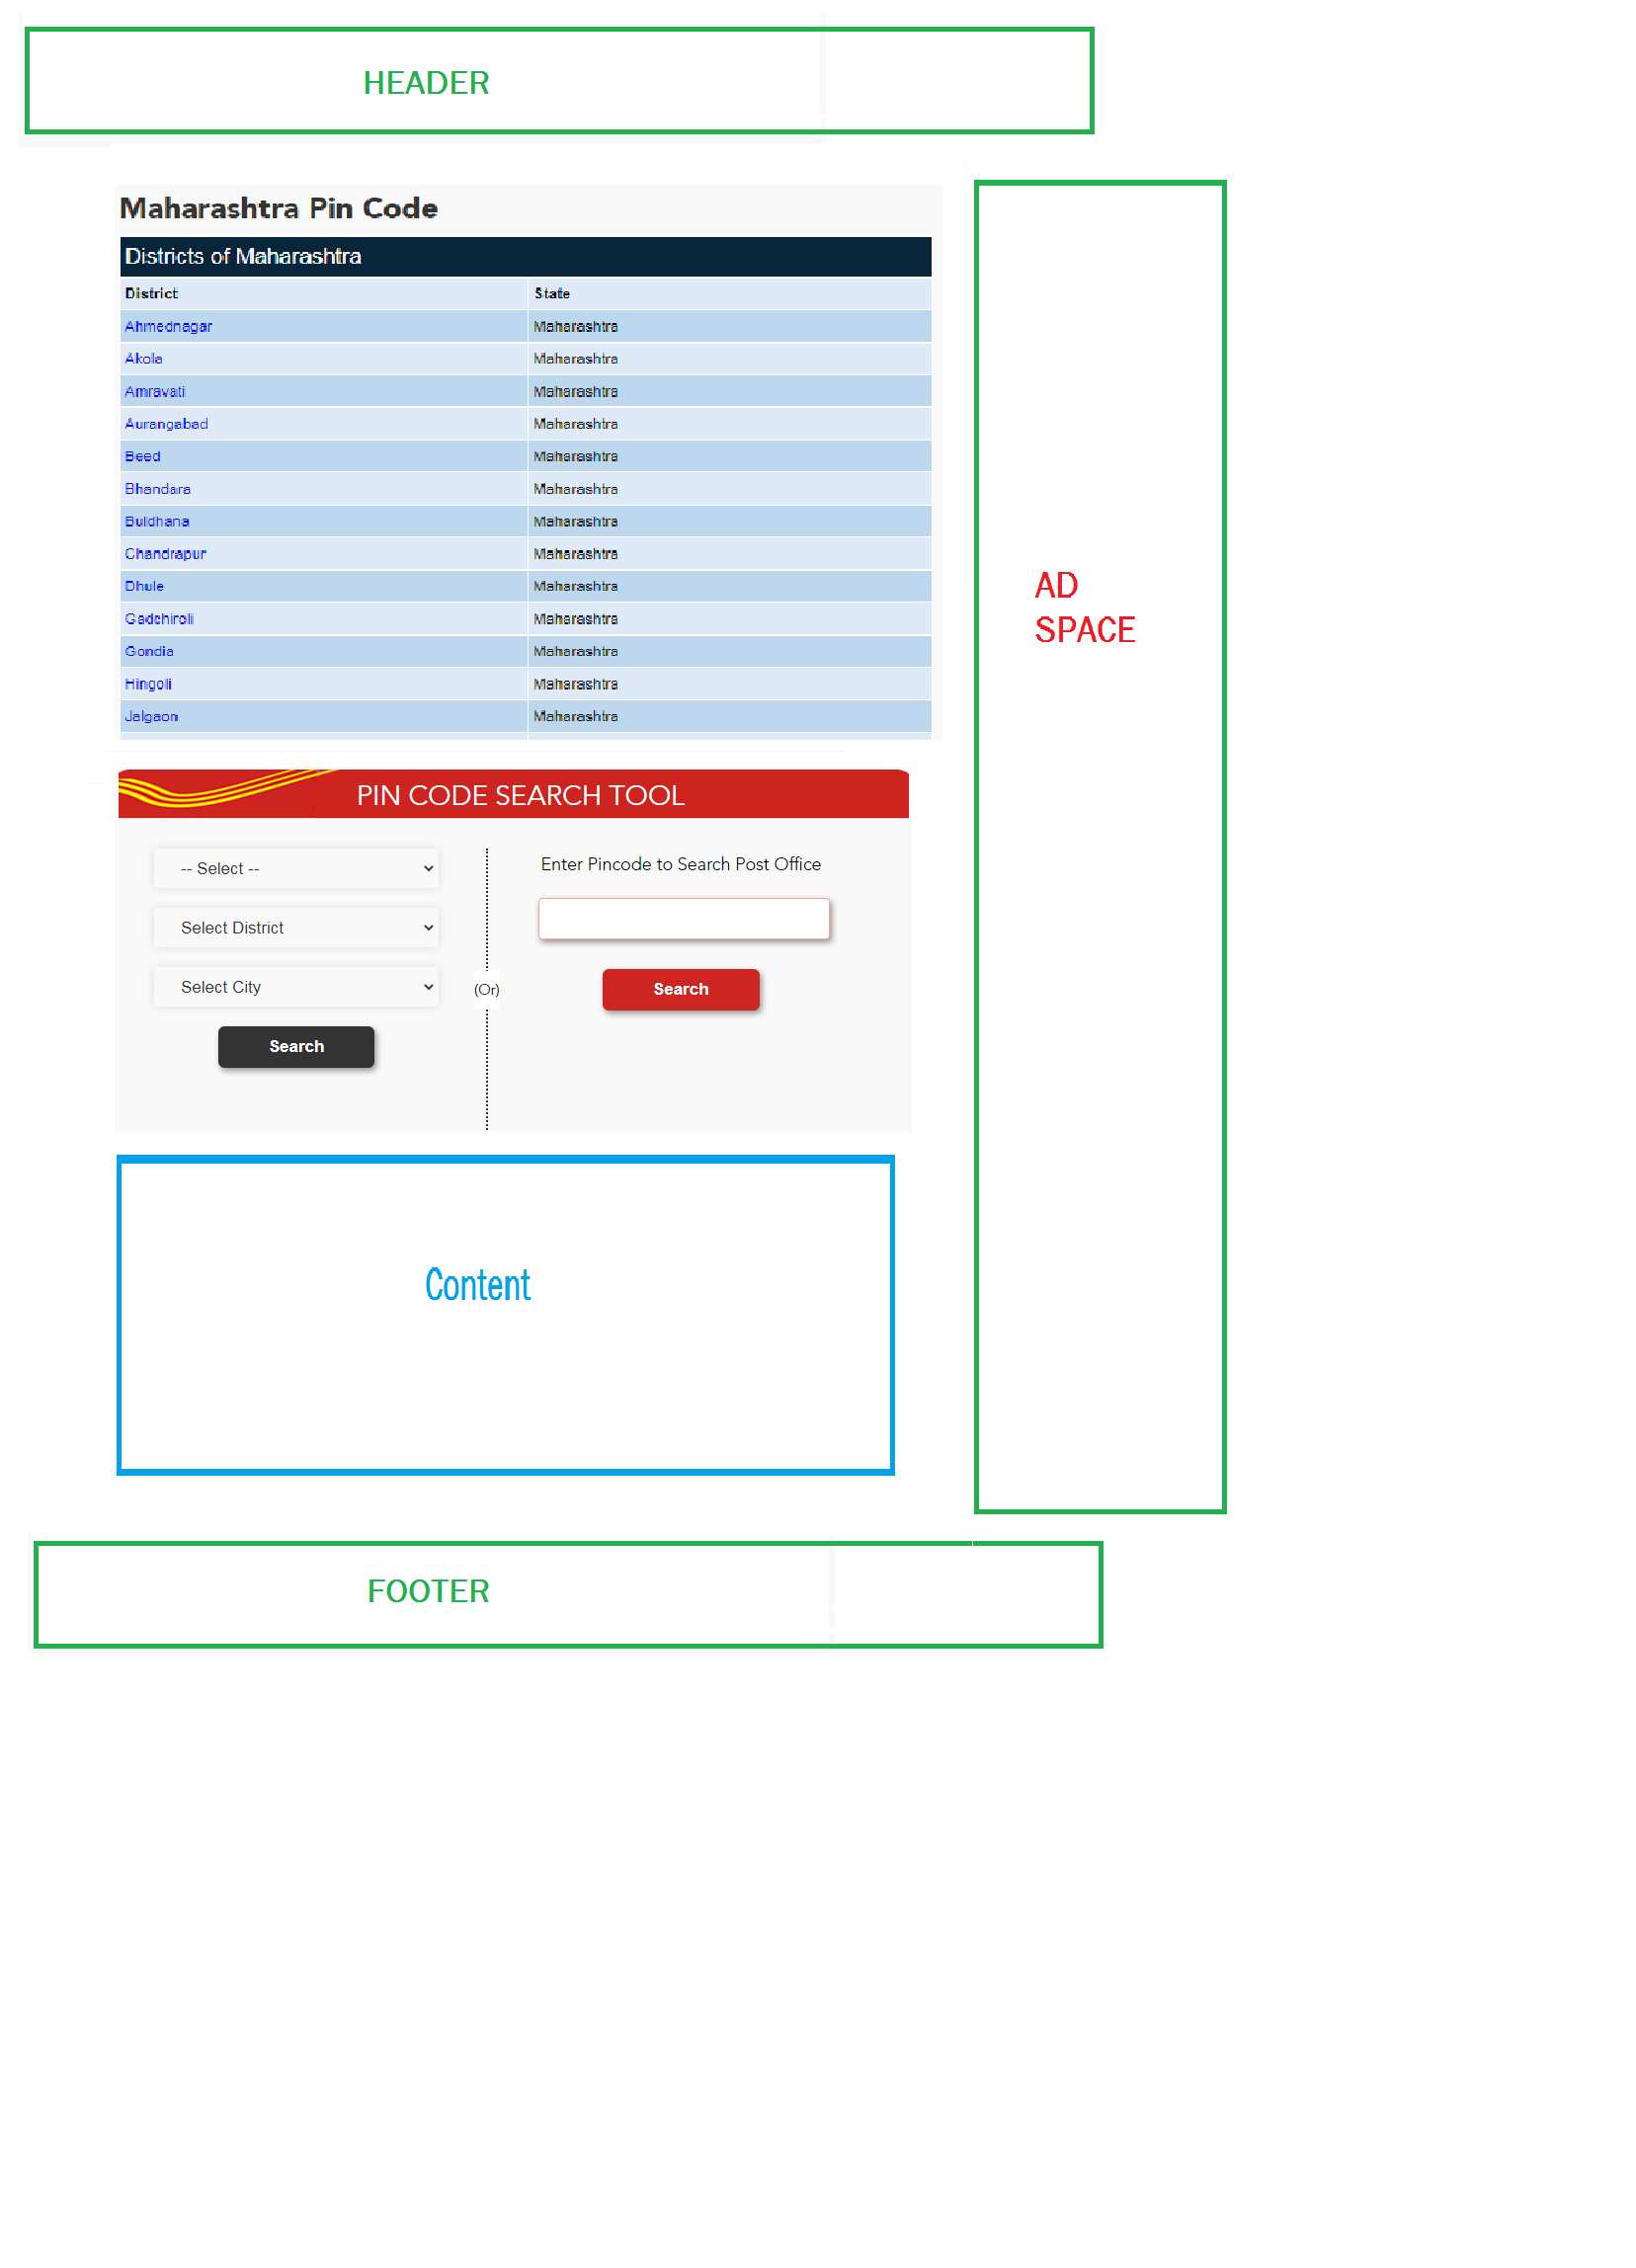 HEADER
Maharashtra Pin Code
Districts of Maharashtra
District State
Ahmednagar Maharashtra
Akola Maharashtra
Amravati Maharashtra
Aurangabad Maharashtra
Beed Maharashtra
Bhandara Maharashtra
Buldhana Maharashtra
Chandrapur Maharashtra
Dhule Maharashtra
Gadchiroli Maharashtra
Gondia Maharashtra
Hingoli Maharashtra
Jalgaon Maharashtra
AD
SPACE
PIN CODE SEARCH TOOL
-- Select --
Select District
Select City
Search
(Or)
Enter Pincode to Search Post Office
Search
Content
FOOTER